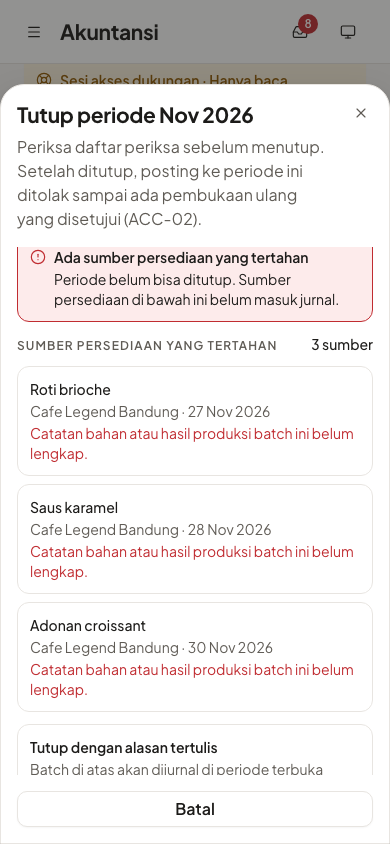 Akuntansi
8
Sesi akses dukungan · Hanya baca
Tutup periode Nov 2026
Periksa daftar periksa sebelum menutup.
Setelah ditutup, posting ke periode ini
ditolak sampai ada pembukaan ulang
yang disetujui (ACC-02).
Ada sumber persediaan yang tertahan
Periode belum bisa ditutup. Sumber
persediaan di bawah ini belum masuk jurnal.
SUMBER PERSEDIAAN YANG TERTAHAN
3 sumber
Roti brioche
Cafe Legend Bandung · 27 Nov 2026
Catatan bahan atau hasil produksi batch ini belum
lengkap.
Saus karamel
Cafe Legend Bandung · 28 Nov 2026
Catatan bahan atau hasil produksi batch ini belum
lengkap.
Adonan croissant
Cafe Legend Bandung · 30 Nov 2026
Catatan bahan atau hasil produksi batch ini belum
lengkap.
Tutup dengan alasan tertulis
Batch di atas akan dijurnal di periode terbuka
Batal